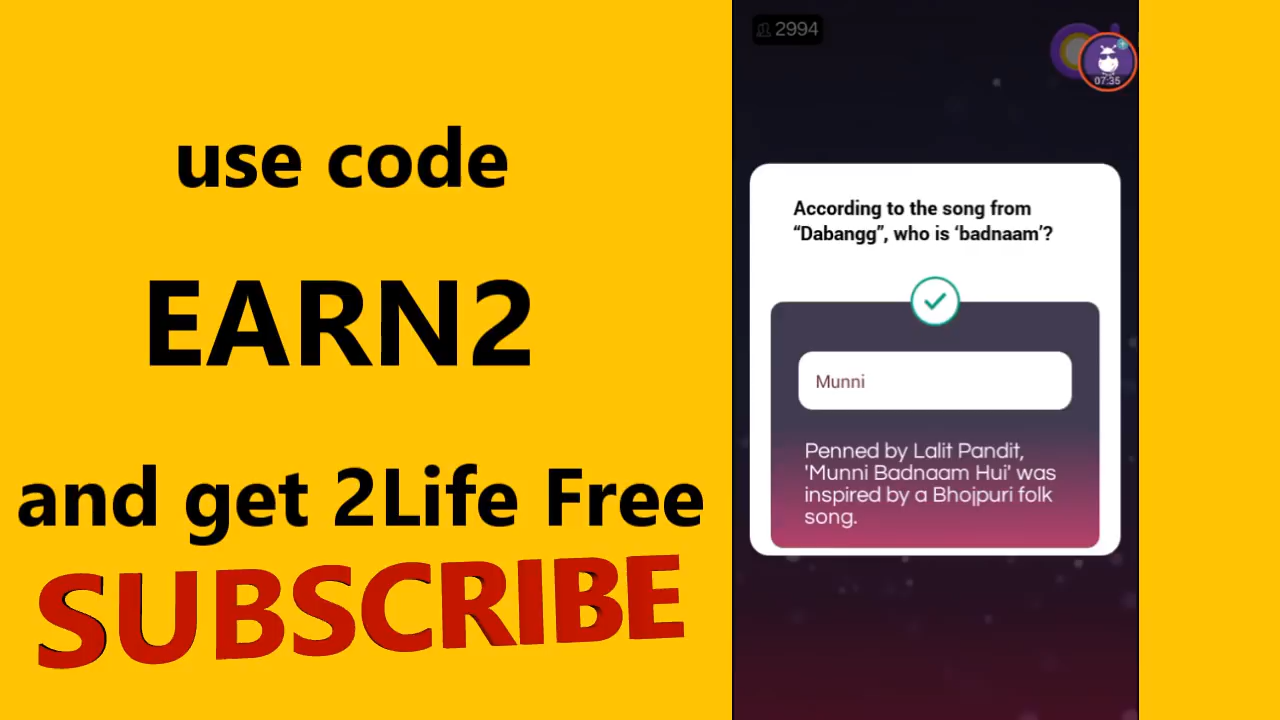 use code
EARN2
and get 2Life Free
SUBSCRIBE
2994
07:35
According to the song from
“Dabangg”, who is ‘badnaam’?
Munni
Penned by Lalit Pandit,
'Munni Badnaam Hui' was
inspired by a Bhojpuri folk
song.